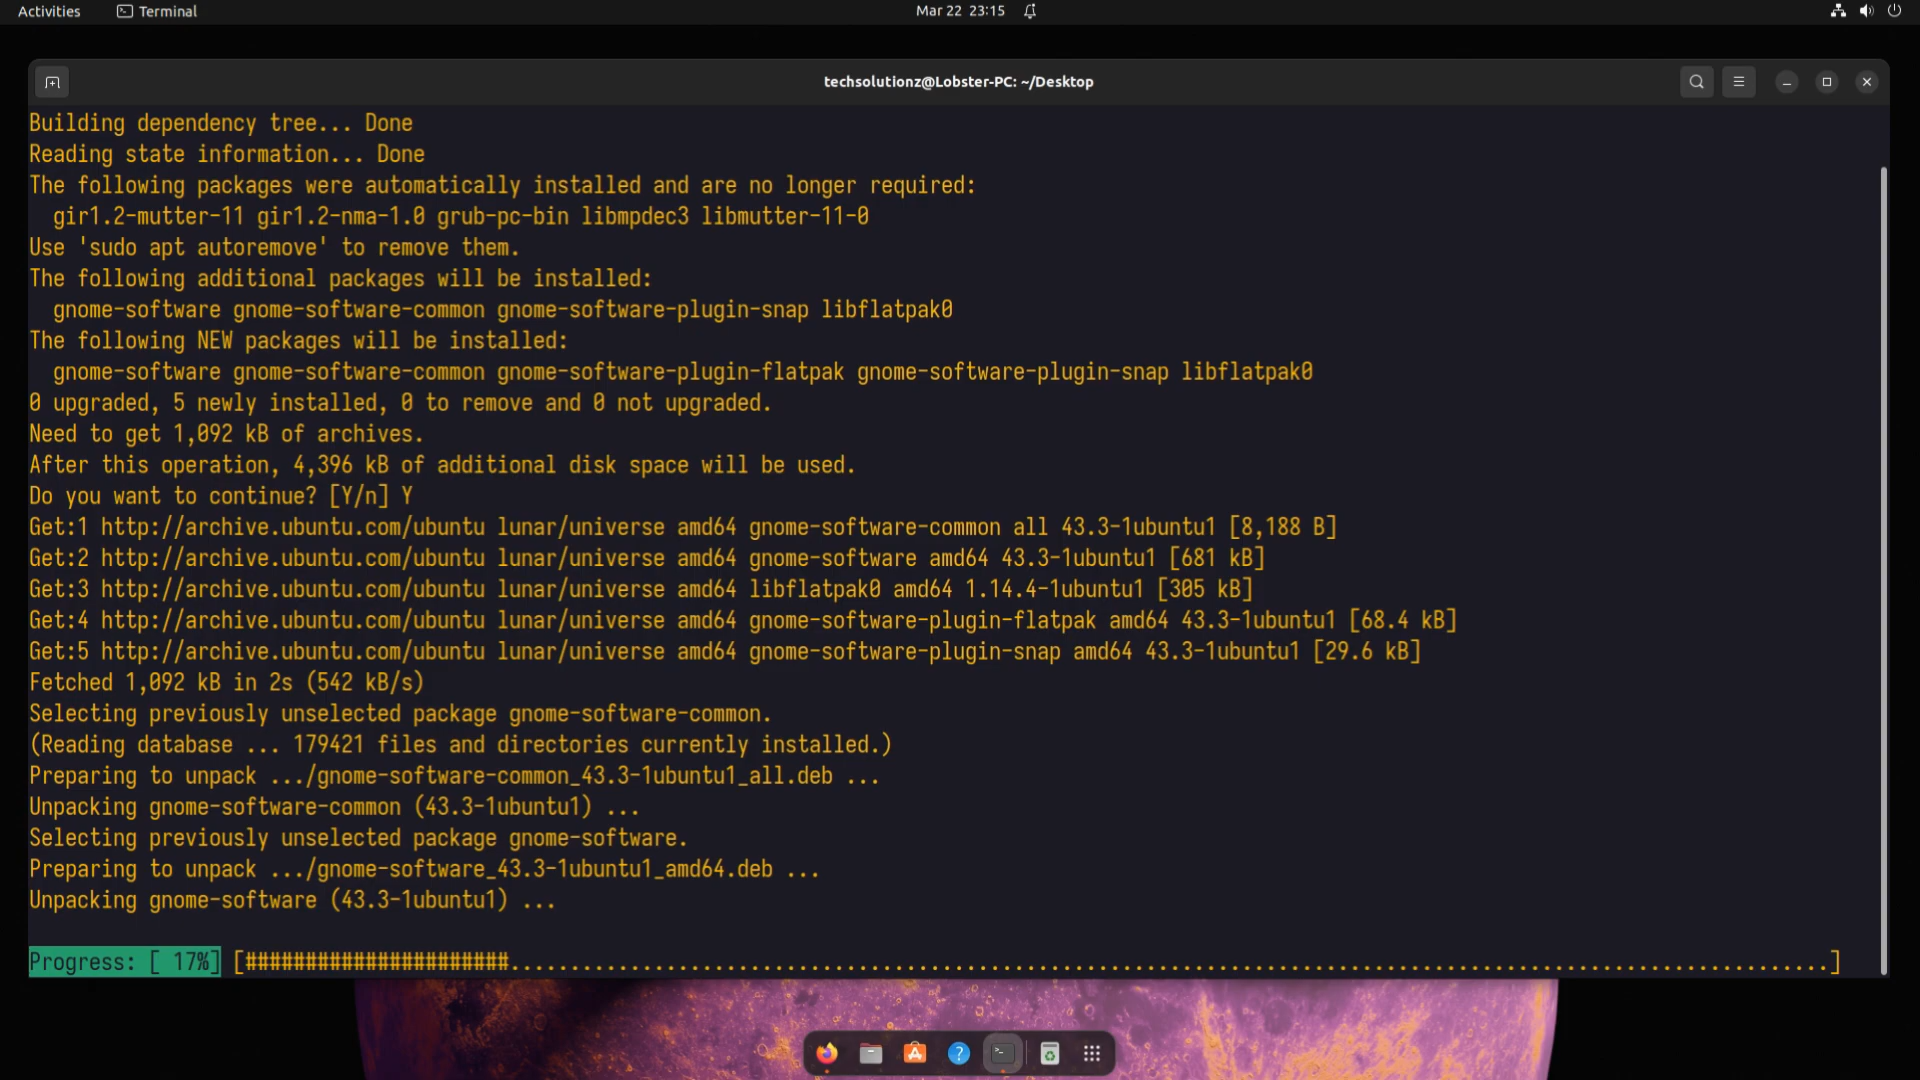 Activities Terminal Mar 22 23:15
techsolutionz@Lobster-PC: ~/Desktop
Building dependency tree... Done
Reading state information... Done
The following packages were automatically installed and are no longer required:
  gir1.2-mutter-11 gir1.2-nma-1.0 grub-pc-bin libmpdec3 libmutter-11-0
Use 'sudo apt autoremove' to remove them.
The following additional packages will be installed:
  gnome-software gnome-software-common gnome-software-plugin-snap libflatpak0
The following NEW packages will be installed:
  gnome-software gnome-software-common gnome-software-plugin-flatpak gnome-software-plugin-snap libflatpak0
0 upgraded, 5 newly installed, 0 to remove and 0 not upgraded.
Need to get 1,092 kB of archives.
After this operation, 4,396 kB of additional disk space will be used.
Do you want to continue? [Y/n] Y
Get:1 http://archive.ubuntu.com/ubuntu lunar/universe amd64 gnome-software-common all 43.3-1ubuntu1 [8,188 B]
Get:2 http://archive.ubuntu.com/ubuntu lunar/universe amd64 gnome-software amd64 43.3-1ubuntu1 [681 kB]
Get:3 http://archive.ubuntu.com/ubuntu lunar/universe amd64 libflatpak0 amd64 1.14.4-1ubuntu1 [305 kB]
Get:4 http://archive.ubuntu.com/ubuntu lunar/universe amd64 gnome-software-plugin-flatpak amd64 43.3-1ubuntu1 [68.4 kB]
Get:5 http://archive.ubuntu.com/ubuntu lunar/universe amd64 gnome-software-plugin-snap amd64 43.3-1ubuntu1 [29.6 kB]
Fetched 1,092 kB in 2s (542 kB/s)
Selecting previously unselected package gnome-software-common.
(Reading database ... 179421 files and directories currently installed.)
Preparing to unpack .../gnome-software-common_43.3-1ubuntu1_all.deb ...
Unpacking gnome-software-common (43.3-1ubuntu1) ...
Selecting previously unselected package gnome-software.
Preparing to unpack .../gnome-software_43.3-1ubuntu1_amd64.deb ...
Unpacking gnome-software (43.3-1ubuntu1) ...
Progress: [ 17%] [######################..............................................................................................................]